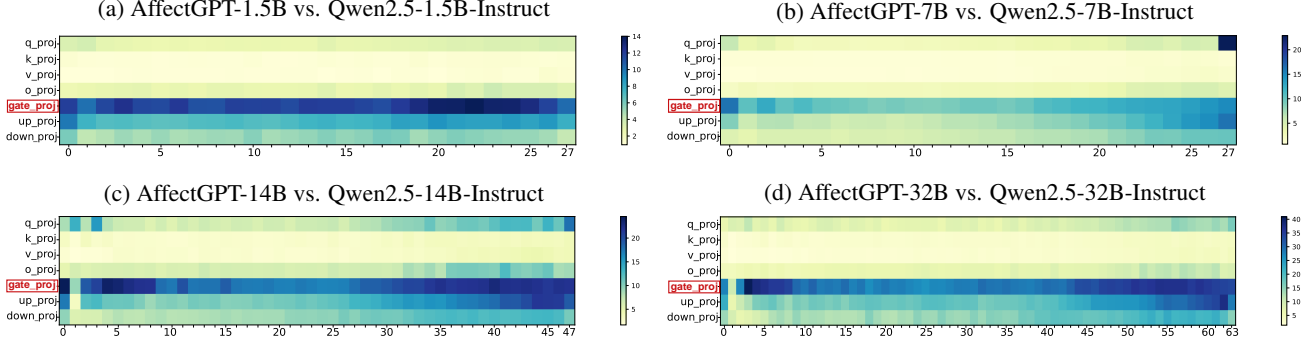 (a) AffectGPT-1.5B vs. Qwen2.5-1.5B-Instruct
q_proj
k_proj
v_proj
o_proj
gate_proj
up_proj
down_proj
0 5 10 15 20 25 27
14
12
10
8
6
4
2
(b) AffectGPT-7B vs. Qwen2.5-7B-Instruct
q_proj
k_proj
v_proj
o_proj
gate_proj
up_proj
down_proj
0 5 10 15 20 25 27
20
15
10
5
(c) AffectGPT-14B vs. Qwen2.5-14B-Instruct
q_proj
k_proj
v_proj
o_proj
gate_proj
up_proj
down_proj
0 5 10 15 20 25 30 35 40 45 47
20
15
10
5
(d) AffectGPT-32B vs. Qwen2.5-32B-Instruct
q_proj
k_proj
v_proj
o_proj
gate_proj
up_proj
down_proj
0 5 10 15 20 25 30 35 40 45 50 55 60 63
40
35
30
25
20
15
10
5